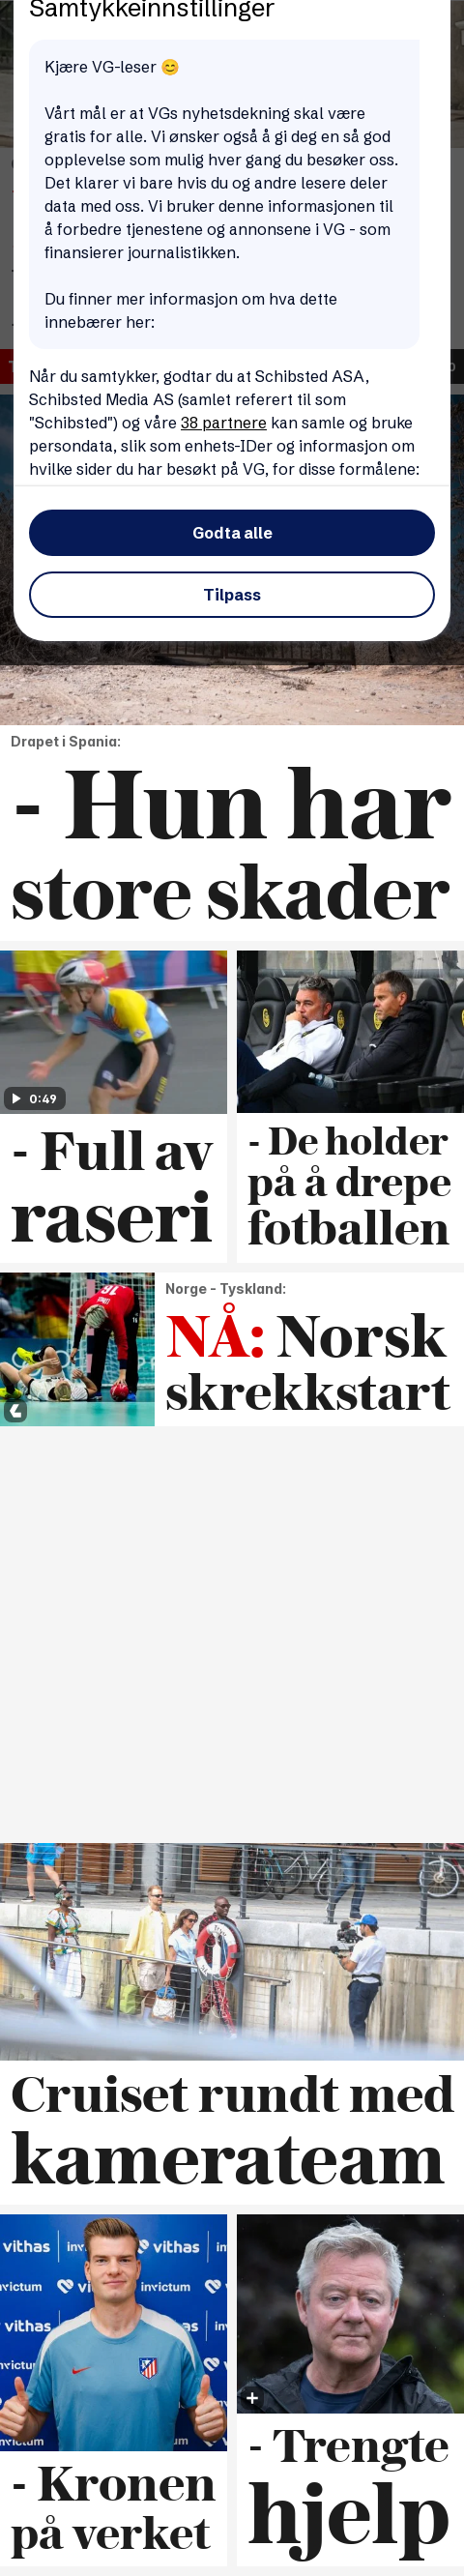 Samtykkeinnstillinger
Kjære VG-leser 😊
Vårt mål er at VGs nyhetsdekning skal være
gratis for alle. Vi ønsker også å gi deg en så god
opplevelse som mulig hver gang du besøker oss.
Det klarer vi bare hvis du og andre lesere deler
data med oss. Vi bruker denne informasjonen til
å forbedre tjenestene og annonsene i VG - som
finansierer journalistikken.
Du finner mer informasjon om hva dette
innebærer her:
Når du samtykker, godtar du at Schibsted ASA,
Schibsted Media AS (samlet referert til som
"Schibsted") og våre 38 partnere kan samle og bruke
persondata, slik som enhets-IDer og informasjon om
hvilke sider du har besøkt på VG, for disse formålene:
Godta alle
Tilpass
Drapet i Spania:
- Hun har
store skader
0:49
- Full av
raseri
- De holder
på å drepe
fotballen
Norge - Tyskland:
NÅ: Norsk
skrekkstart
Cruiset rundt med
kamerateam
vithas
invictum
vithas
invictum
invictum
vithas
vithas
- Kronen
på verket
- Trengte
hjelp